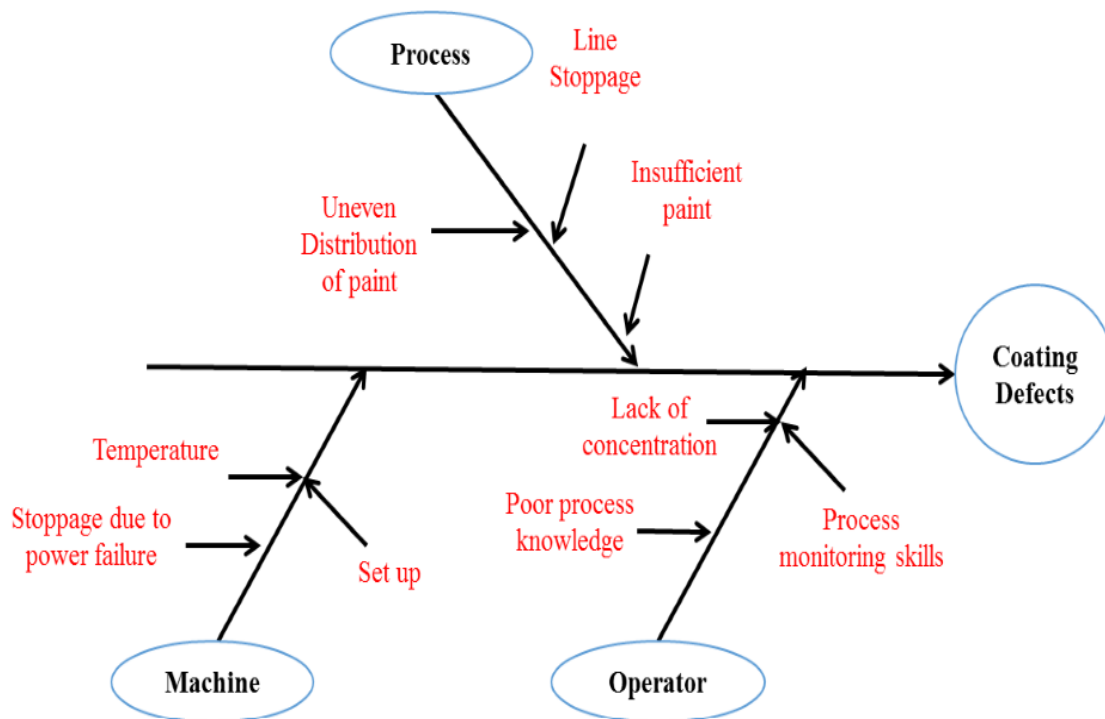 Process
Line
Stoppage
Insufficient
paint
Uneven
Distribution
of paint
Coating
Defects
Lack of
concentration
Temperature
Poor process
knowledge
Process
monitoring skills
Stoppage due to
power failure
Set up
Machine
Operator